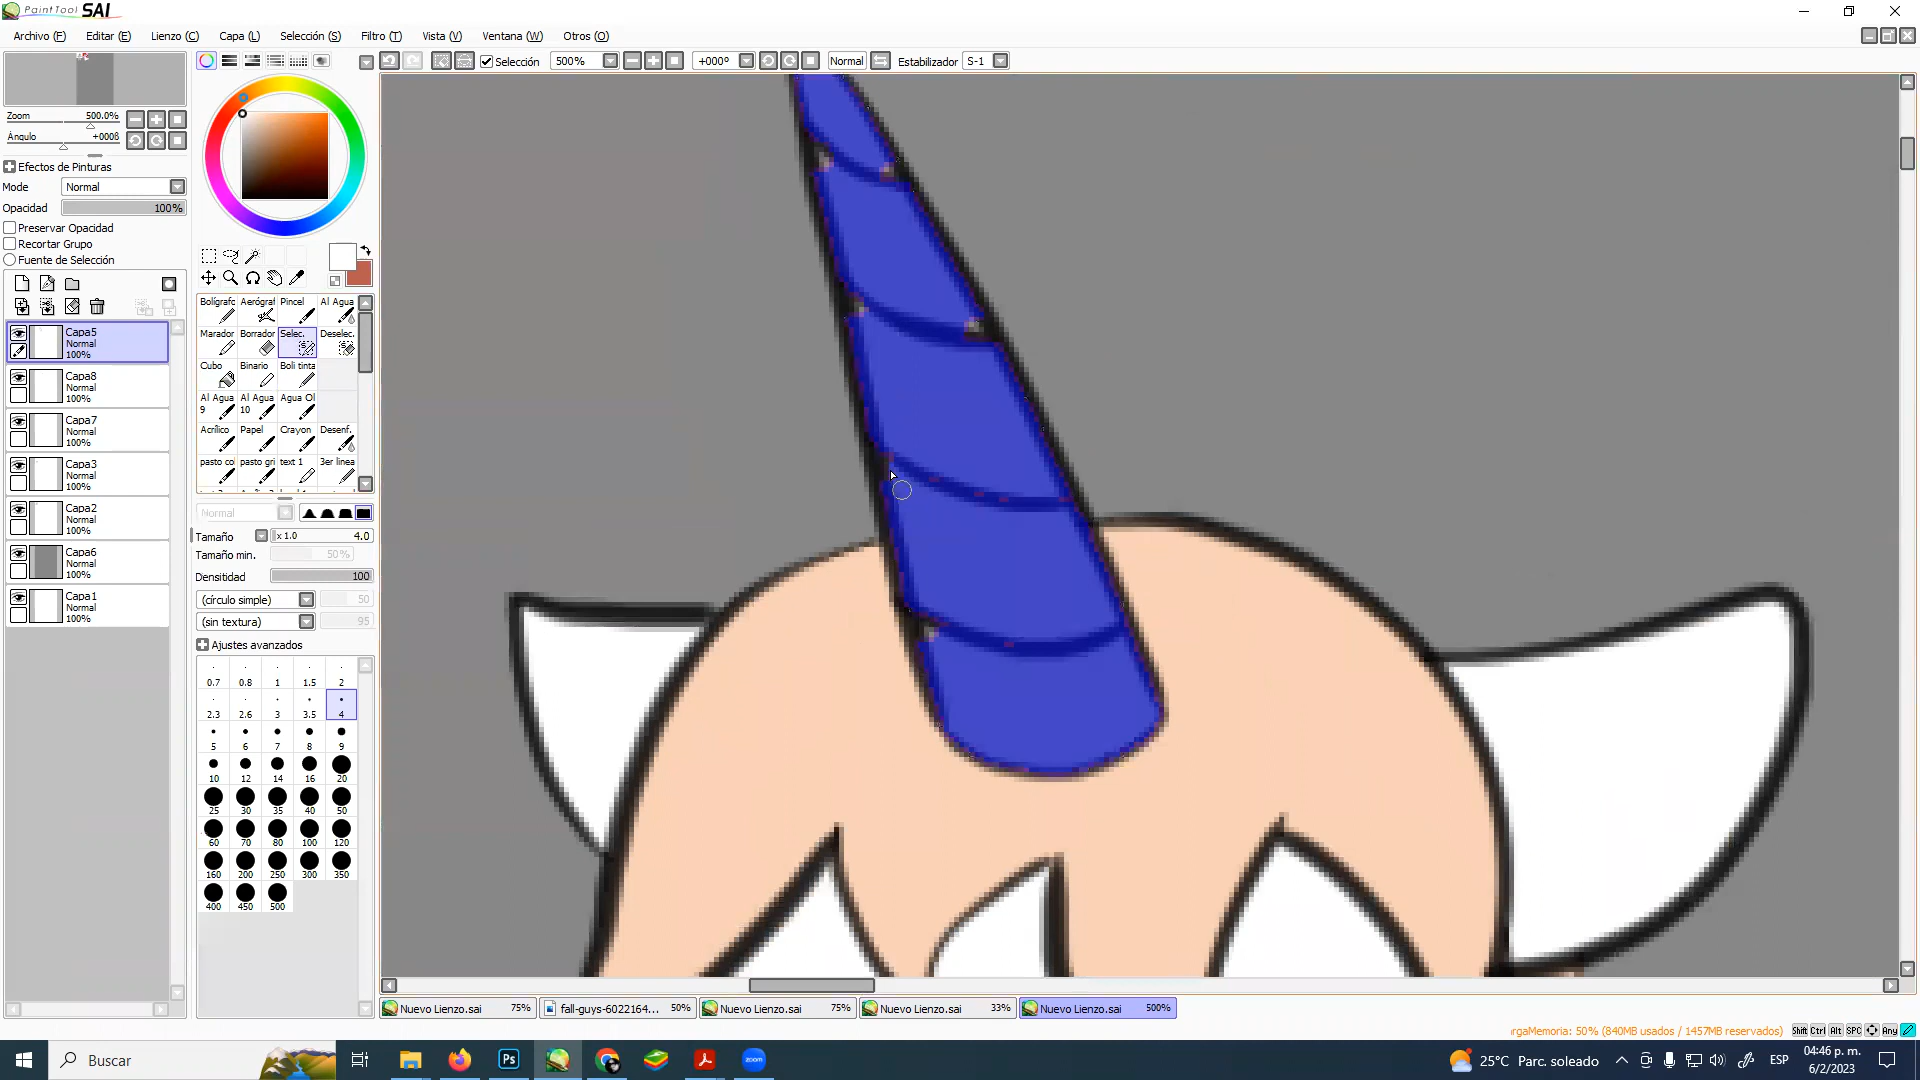 PaintTool SAI
Archivo (F) Editar (E) Lienzo (C) Capa (L) Selección (S) Filtro (T) Vista (V) Ventana (W) Otros (O)
Selección 500% +000º Normal Estabilizador S-1
Zoom 500.0%
Ángulo +000ß
Efectos de Pinturas
Mode Normal
Opacidad 100%
Preservar Opacidad
Recortar Grupo
Fuente de Selección
Capa5
Normal
100%
Capa8
Normal
100%
Capa7
Normal
100%
Capa3
Normal
100%
Capa2
Normal
100%
Capa6
Normal
100%
Capa1
Normal
100%
Bolígrafo Aerógraf Pincel Al Agua
Marador Borrador Selec. Deselec.
Cubo Binario Boli tinta
Al Agua 9 Al Agua 10 Agua Ol
Acrílico Papel Crayon Desenf.
pasto co pasto gri text 1 3er linea
Normal
Tamaño x 1.0 4.0
Tamaño min. 50%
Densitidad 100
(círculo simple) 50
(sin textura) 95
Ajustes avanzados
0.7 0.8 1 1.5 2
2.3 2.6 3 3.5 4
5 6 7 8 9
10 12 14 16 20
25 30 35 40 50
60 70 80 100 120
160 200 250 300 350
400 450 500
Nuevo Lienzo.sai 75% fall-guys-6022164... 50% Nuevo Lienzo.sai 75% Nuevo Lienzo.sai 33% Nuevo Lienzo.sai 500%
rgaMemoria: 50% (840MB usados / 1457MB reservados) Shift Ctrl Alt SPC Any
Buscar Ps zoom 25°C Parc. soleado ESP 04:46 p. m.
6/2/2023